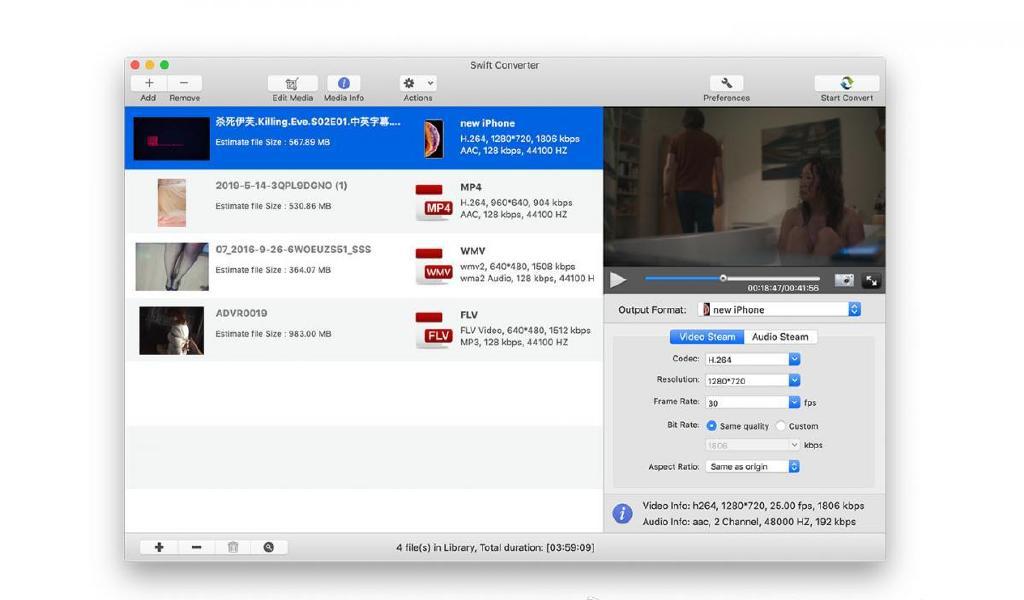 Swift Converter
Add
Remove
Edit Media
Media Info
Actions
Preferences
Start Convert
杀死伊芙.Killing.Eve.S02E01.中英字幕....
Estimate file Size : 567.89 MB
new iPhone
H.264, 1280*720, 1806 kbps
AAC, 128 kbps, 44100 HZ
2019-5-14-3QPL9DGNO (1)
Estimate file Size : 530.86 MB
MP4
MP4
H.264, 960*640, 904 kbps
AAC, 128 kbps, 44100 HZ
07_2016-9-26-6WOEUZS51_SSS
Estimate file Size : 364.07 MB
WMV
WMV
wmv2, 640*480, 1508 kbps
wma2 Audio, 128 kbps, 44100 H
ADVR0019
Estimate file Size : 983.00 MB
FLV
FLV
FLV Video, 640*480, 1512 kbps
MP3, 128 kbps, 44100 HZ
00:18:47/00:41:56
Output Format: new iPhone
Video Steam Audio Steam
Codec: H.264
Resolution: 1280*720
Frame Rate: 30 fps
Bit Rate: Same quality Custom
1806 kbps
Aspect Ratio: Same as origin
Video Info: h264, 1280*720, 25.00 fps, 1806 kbps
Audio Info: aac, 2 Channel, 48000 HZ, 192 kbps
4 file(s) in Library, Total duration: [03:59:09]